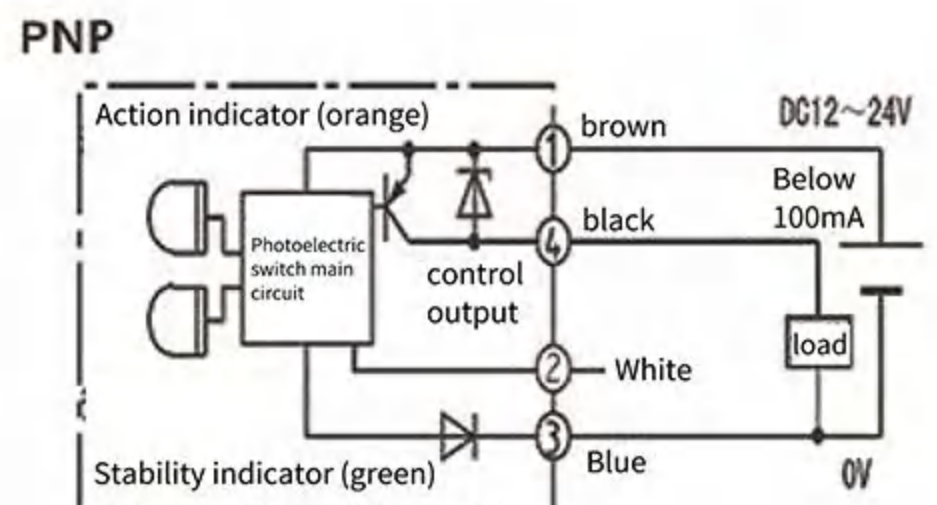 PNP
Action indicator (orange)
DC12~24V
1
brown
Below
100mA
4
black
Photoelectric
switch main
circuit
control
output
load
2
White
3
Blue
Stability indicator (green)
0V